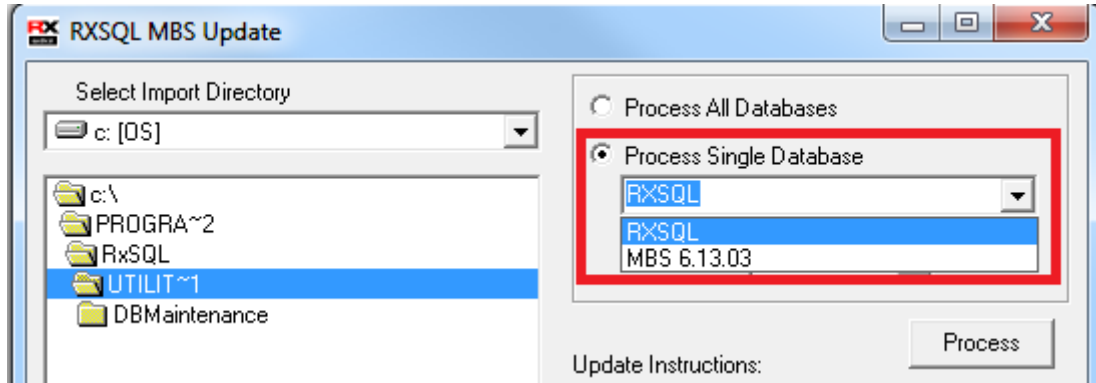 RX
RXSQL MBS Update
Select Import Directory
c: [OS]
c:\
PROGRA~2
RxSQL
UTILIT~1
DBMaintenance
Process All Databases
Process Single Database
RXSQL
RXSQL
MBS 6.13.03
Process
Update Instructions: